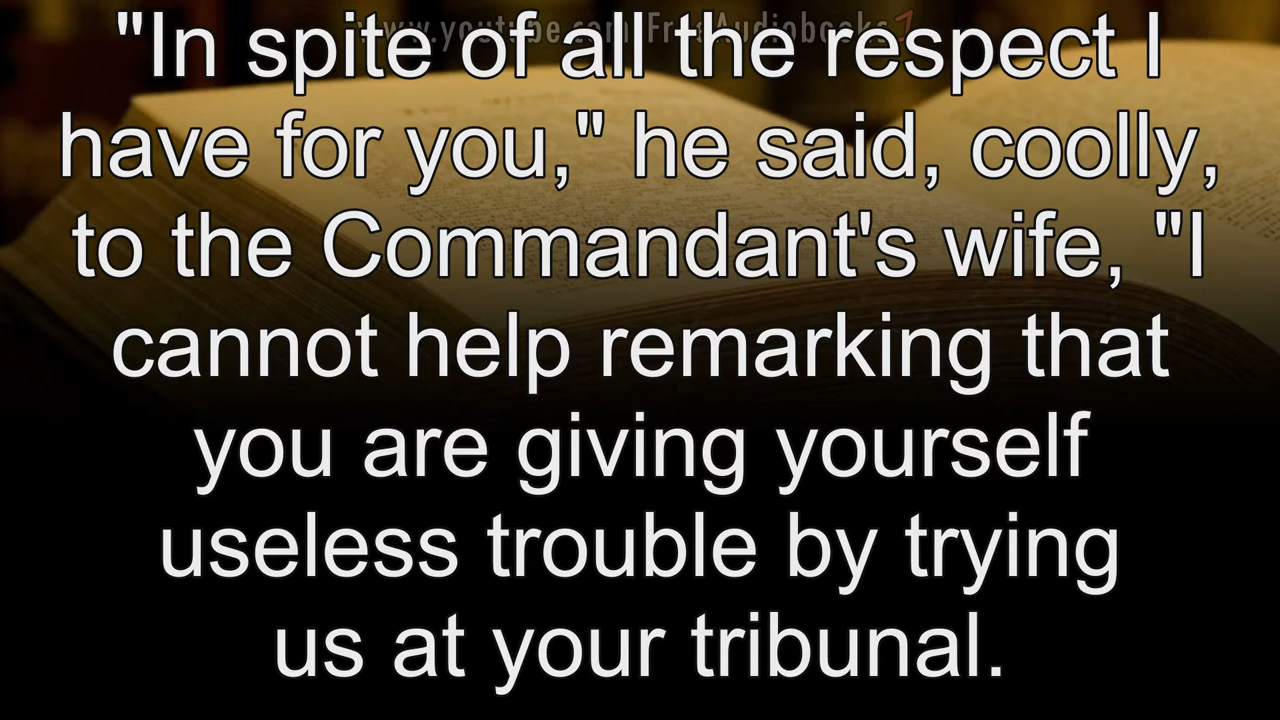 www.youtube.com/FreeAudiobooks1
"In spite of all the respect I
have for you," he said, coolly,
to the Commandant's wife, "I
cannot help remarking that
you are giving yourself
useless trouble by trying
us at your tribunal.